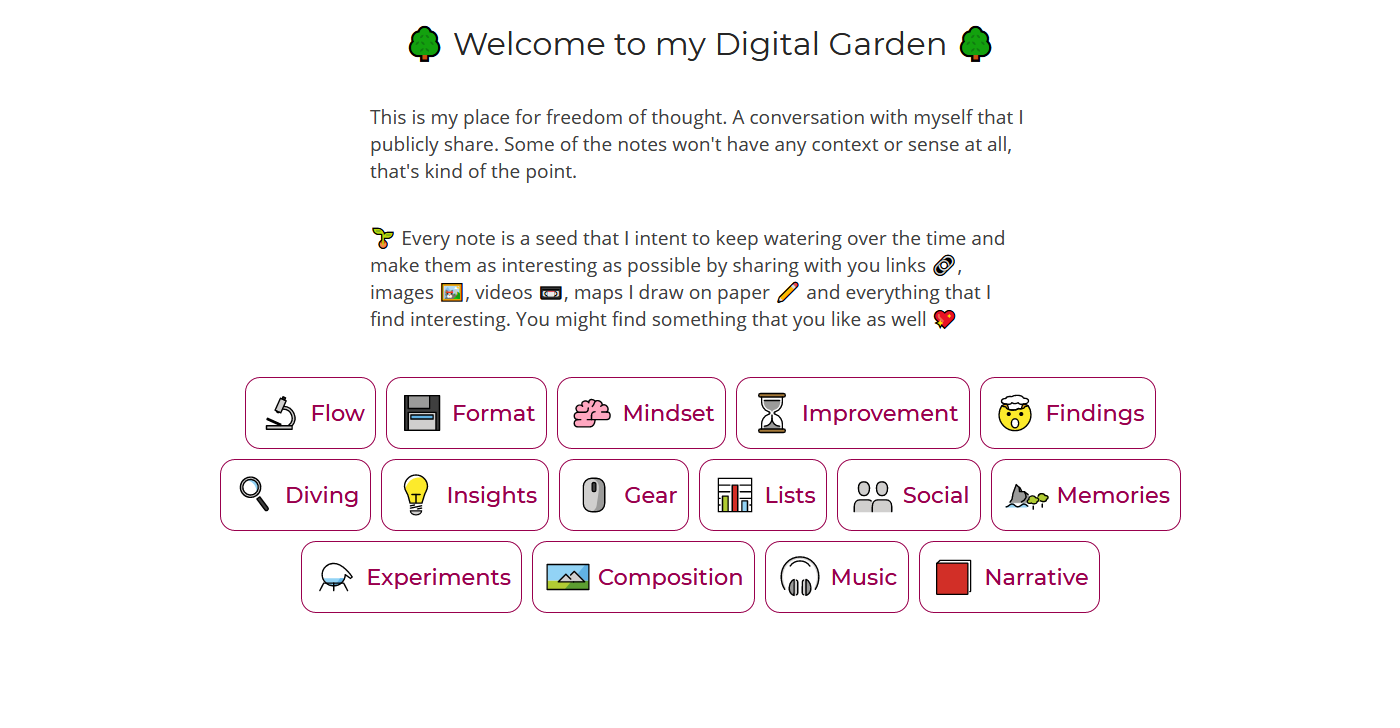 Welcome to my Digital Garden
This is my place for freedom of thought. A conversation with myself that I
publicly share. Some of the notes won't have any context or sense at all,
that's kind of the point.
Every note is a seed that I intent to keep watering over the time and
make them as interesting as possible by sharing with you links ,
images , videos , maps I draw on paper and everything that I
find interesting. You might find something that you like as well
Flow Format Mindset Improvement Findings
Diving Insights Gear Lists Social Memories
Experiments Composition Music Narrative